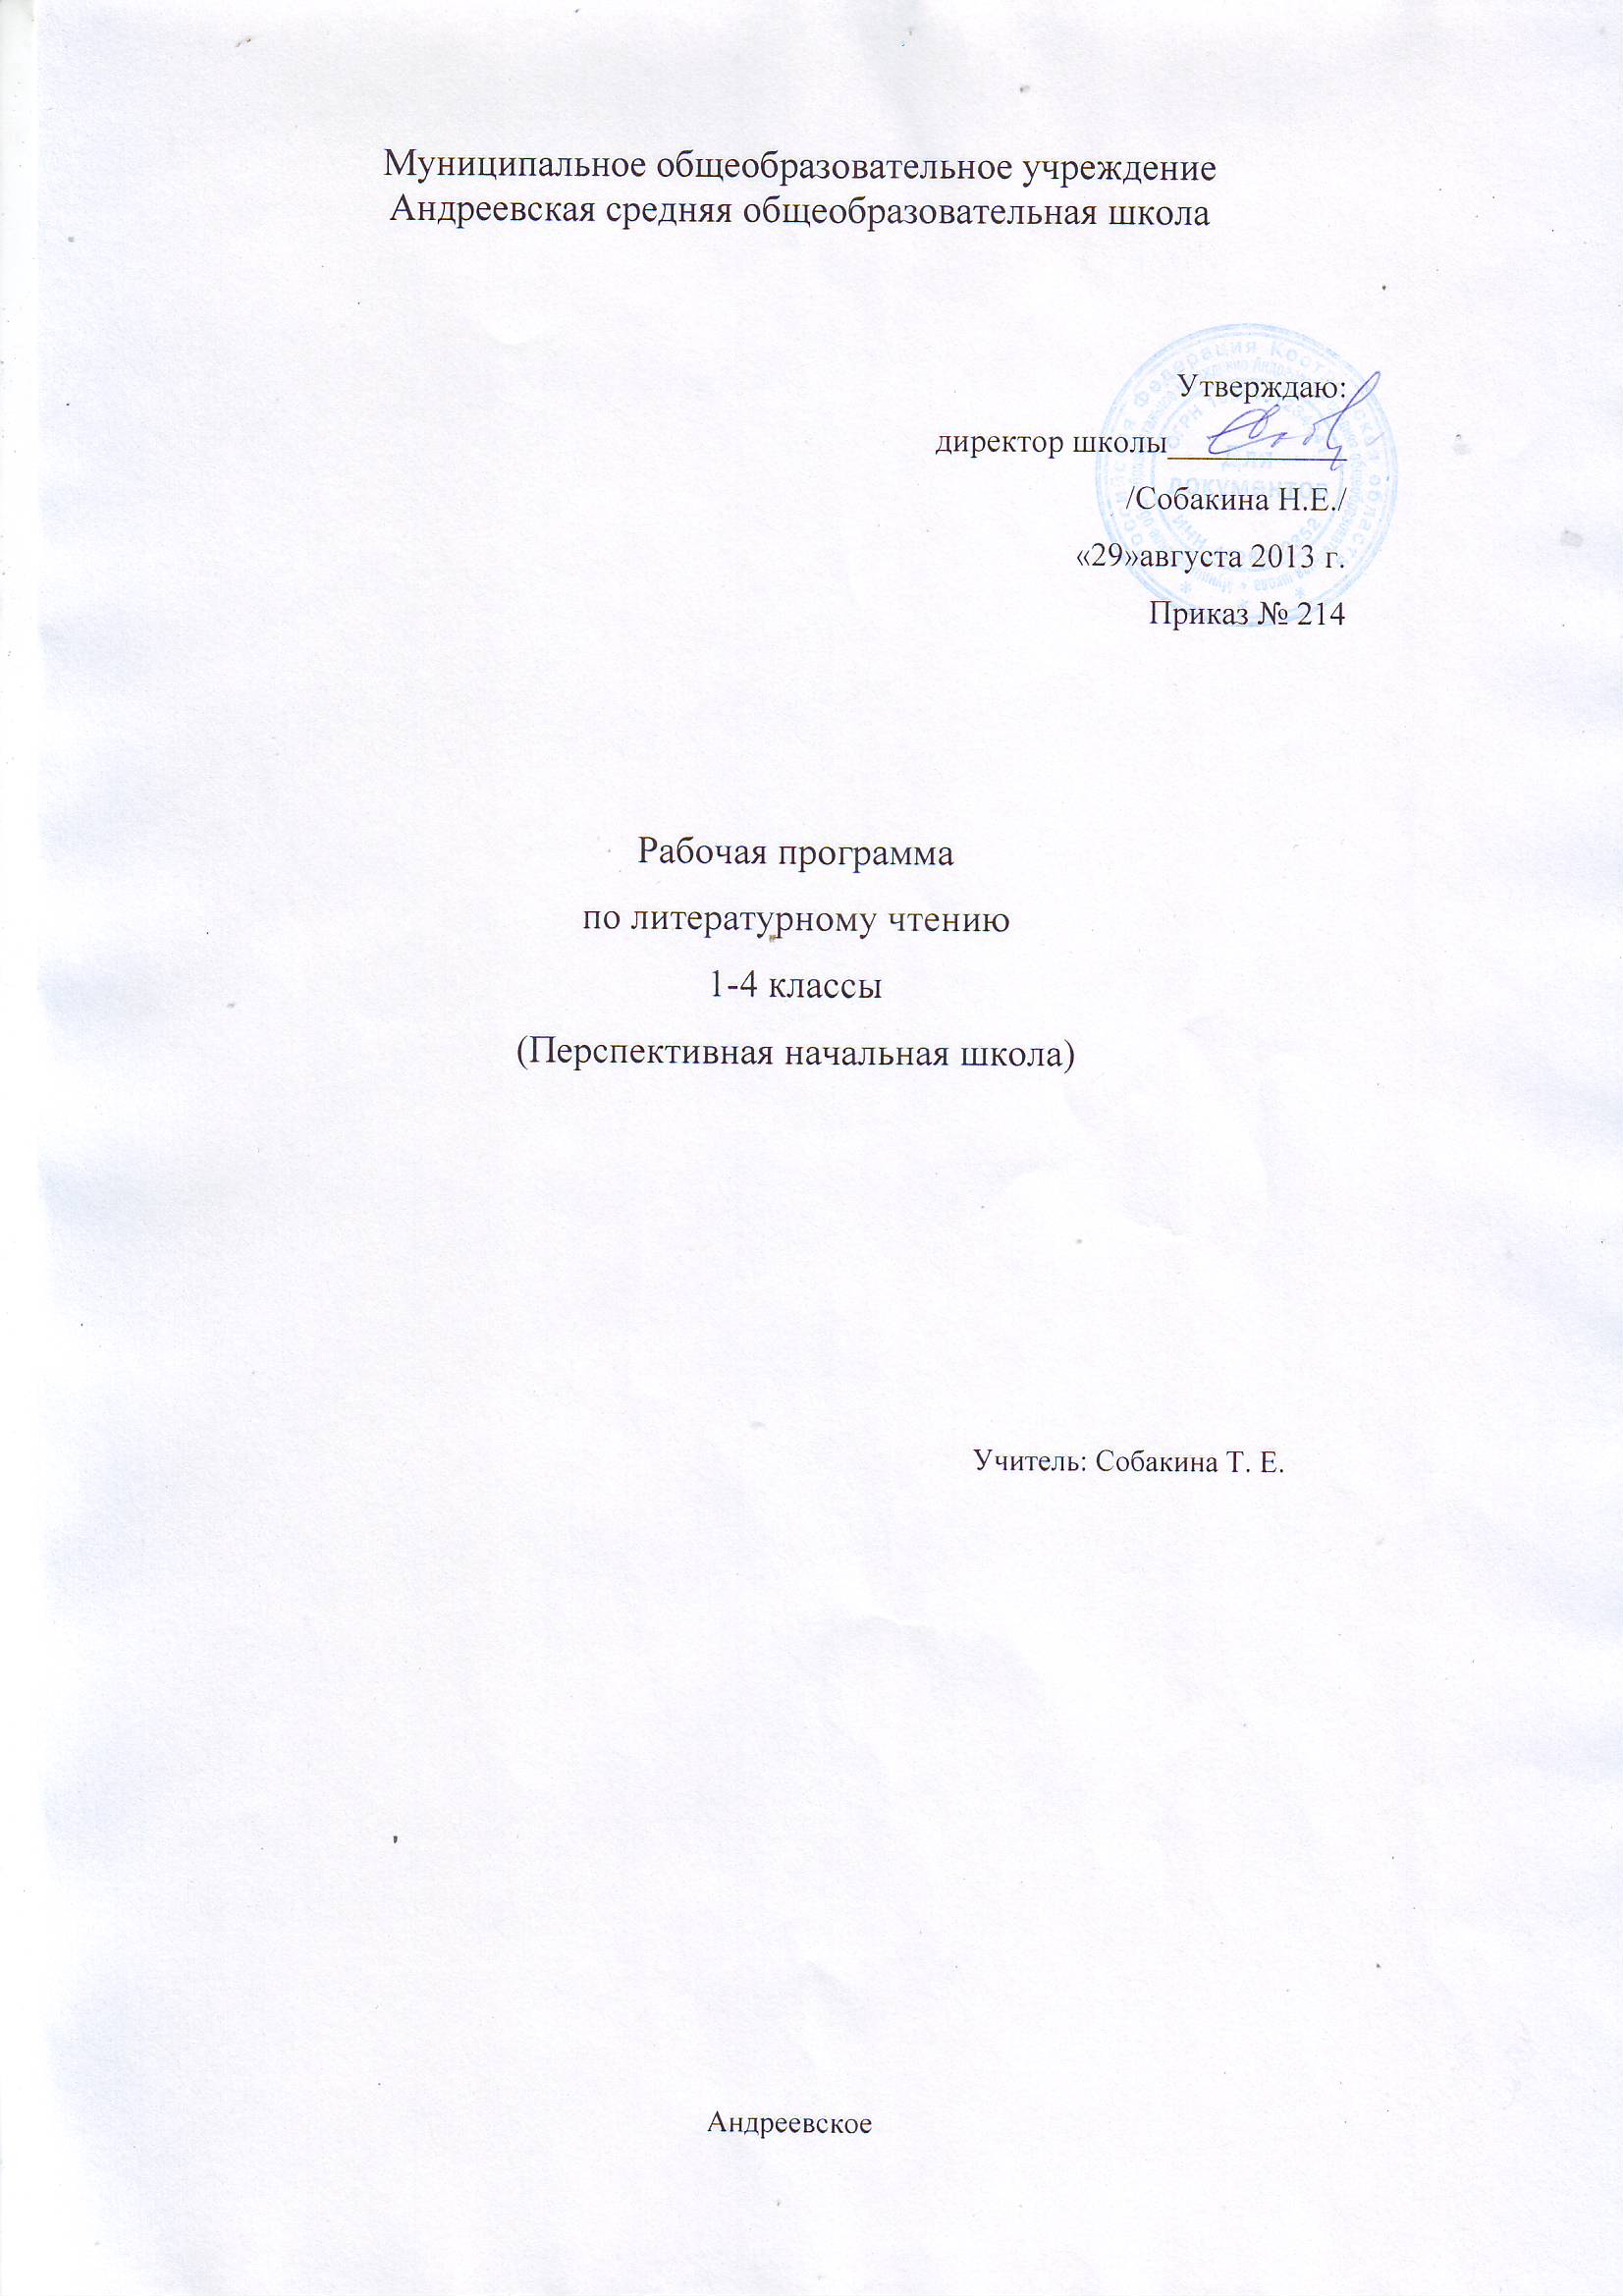 Муниципальное общеобразовательное учреждение
Андреевская средняя общеобразовательная школа
Утверждаю:
директор школы___________
/Собакина Н.Е./
«29»августа 2013 г.
Приказ № 214
Рабочая программа
по литературному чтению
1-4 классы
(Перспективная начальная школа)
Учитель: Собакина Т. Е.
Андреевское